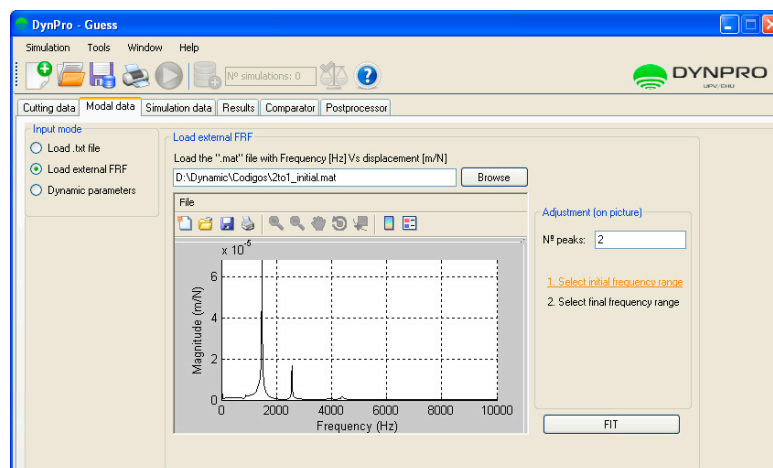 DynPro - Guess
Simulation Tools Window Help
Nº simulations: 0
DYNPRO
UPV/EHU
Cutting data Modal data Simulation data Results Comparator Postprocessor
Input mode
Load .txt file
Load external FRF
Dynamic parameters
Load external FRF
Load the ".mat" file with Frequency [Hz] Vs displacement [m/N]
D:\Dynamic\Codigos\2to1_initial.mat Browse
File
x 10^-5
6
4
2
0
Magnitude (m/N)
0 2000 4000 6000 8000 10000
Frequency (Hz)
Adjustment (on picture)
Nº peaks: 2
1. Select initial frequency range
2. Select final frequency range
FIT